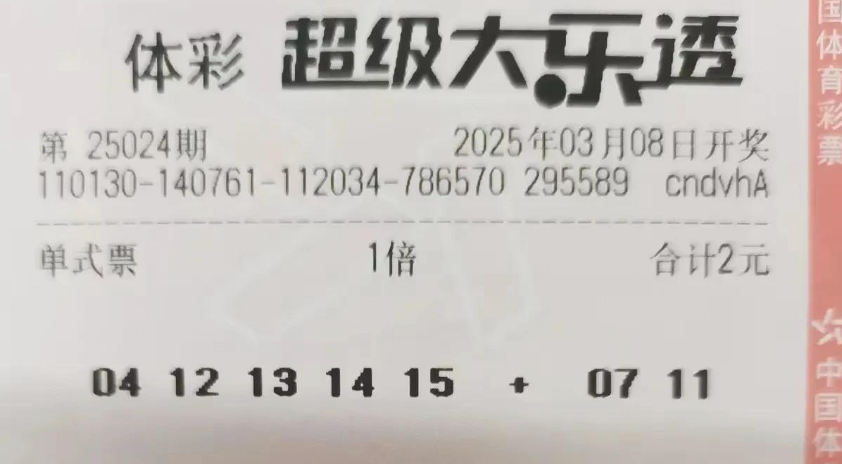 体彩 超级大乐透
第 25024期 2025年03月08日开奖
110130-140761-112034-786570 295589 cndvhA
单式票 1倍 合计2元
04 12 13 14 15 + 07 11
国体育彩票
中国体